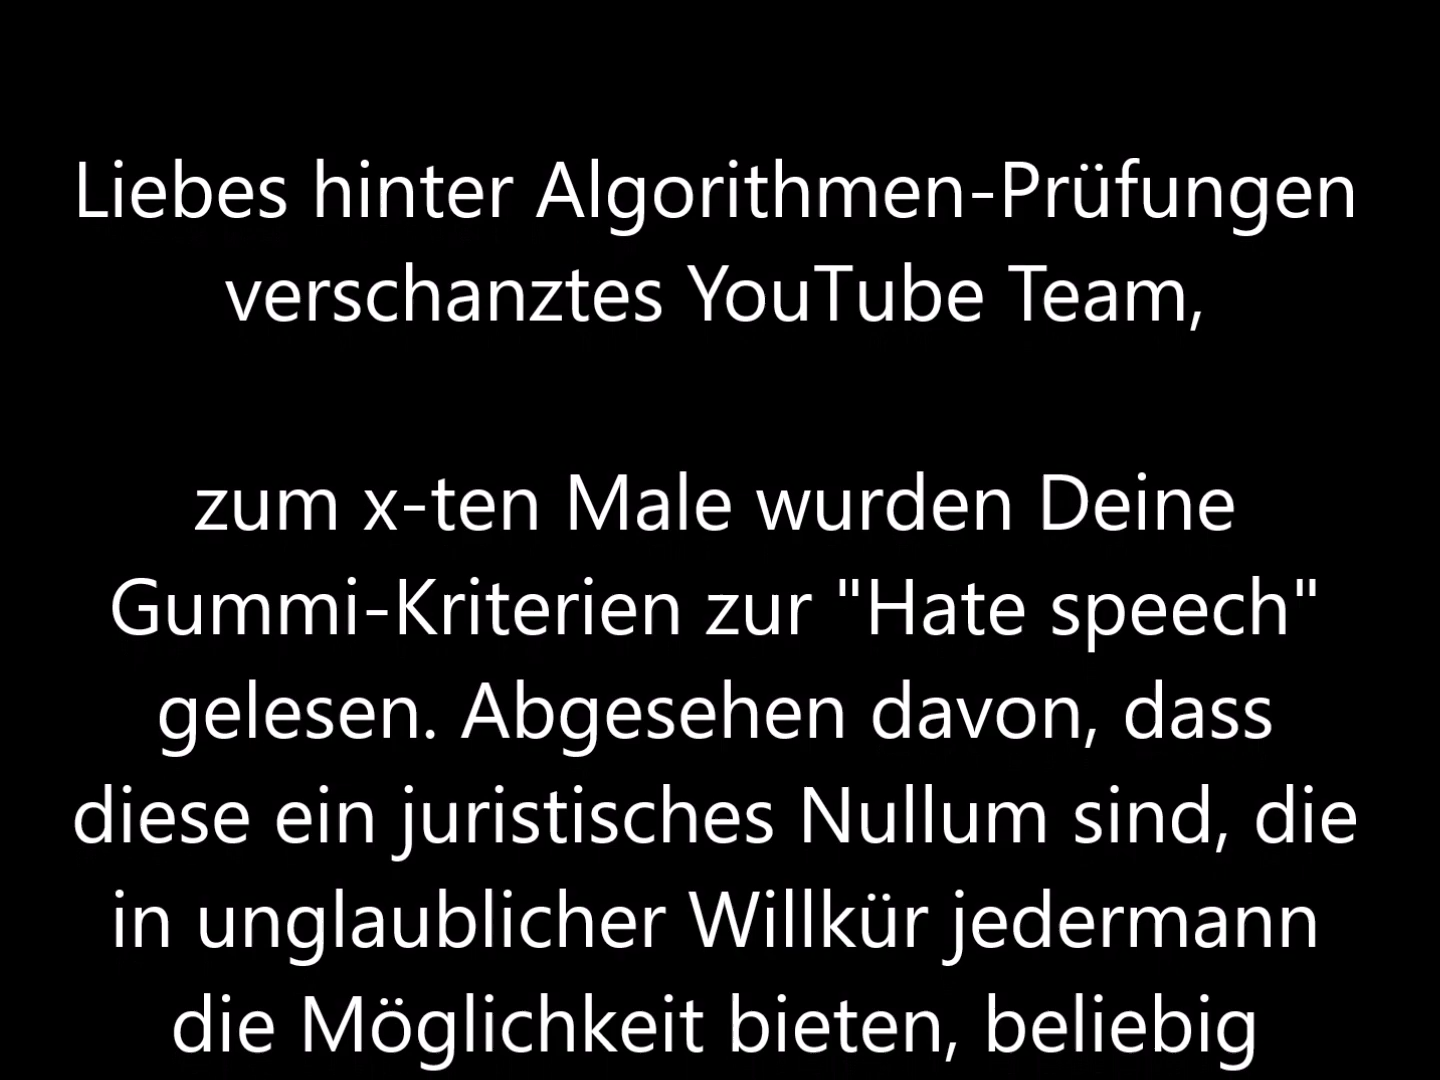 Liebes hinter Algorithmen-Prüfungen
verschanztes YouTube Team,
zum x-ten Male wurden Deine
Gummi-Kriterien zur "Hate speech"
gelesen. Abgesehen davon, dass
diese ein juristisches Nullum sind, die
in unglaublicher Willkür jedermann
die Möglichkeit bieten, beliebig